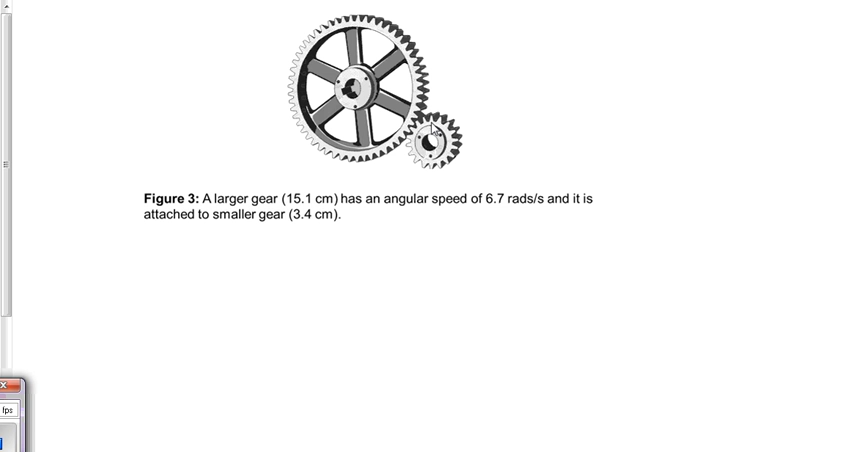 Figure 3: A larger gear (15.1 cm) has an angular speed of 6.7 rads/s and it is
attached to smaller gear (3.4 cm).
fps